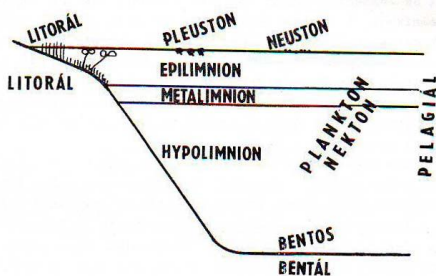 LITORÁL
PLEUSTON
NEUSTON
LITORÁL
EPILIMNION
METALIMNION
HYPOLIMNION
PLANKTON
NEKTON
PELAGIÁL
BENTOS
BENTÁL